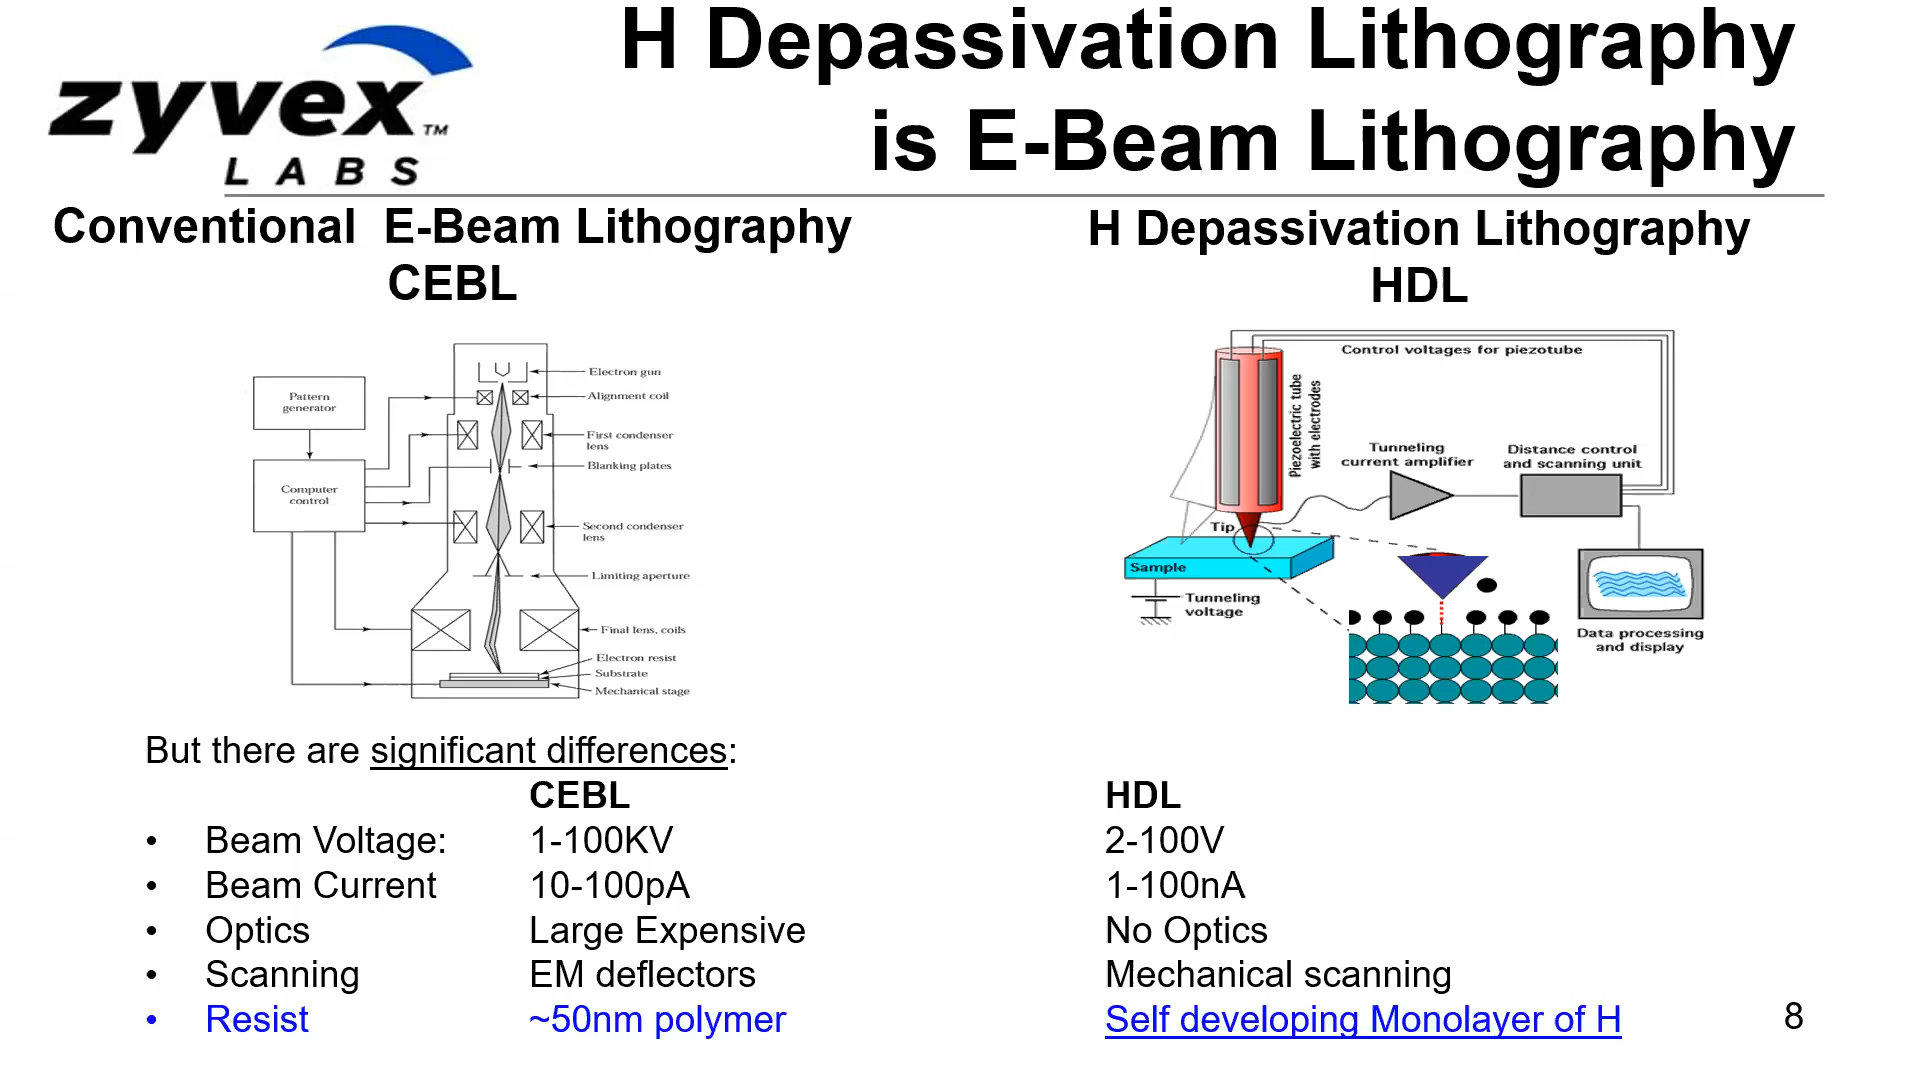 zyvex™
LABS
H Depassivation Lithography
is E-Beam Lithography
Conventional E-Beam Lithography
CEBL
Pattern
generator
Computer
control
Electron gun
Alignment coil
First condenser
lens
Blanking plates
Second condenser
lens
Limiting aperture
Final lens, coils
Electron resist
Substrate
Mechanical stage
H Depassivation Lithography
HDL
Control voltages for piezotube
Piezoelectric tube
with electrodes
Tunneling
current amplifier
Distance control
and scanning unit
Tip
Sample
Tunneling
voltage
Data processing
and display
But there are significant differences:
CEBL HDL
• Beam Voltage: 1-100KV 2-100V
• Beam Current 10-100pA 1-100nA
• Optics Large Expensive No Optics
• Scanning EM deflectors Mechanical scanning
• Resist ~50nm polymer Self developing Monolayer of H
8